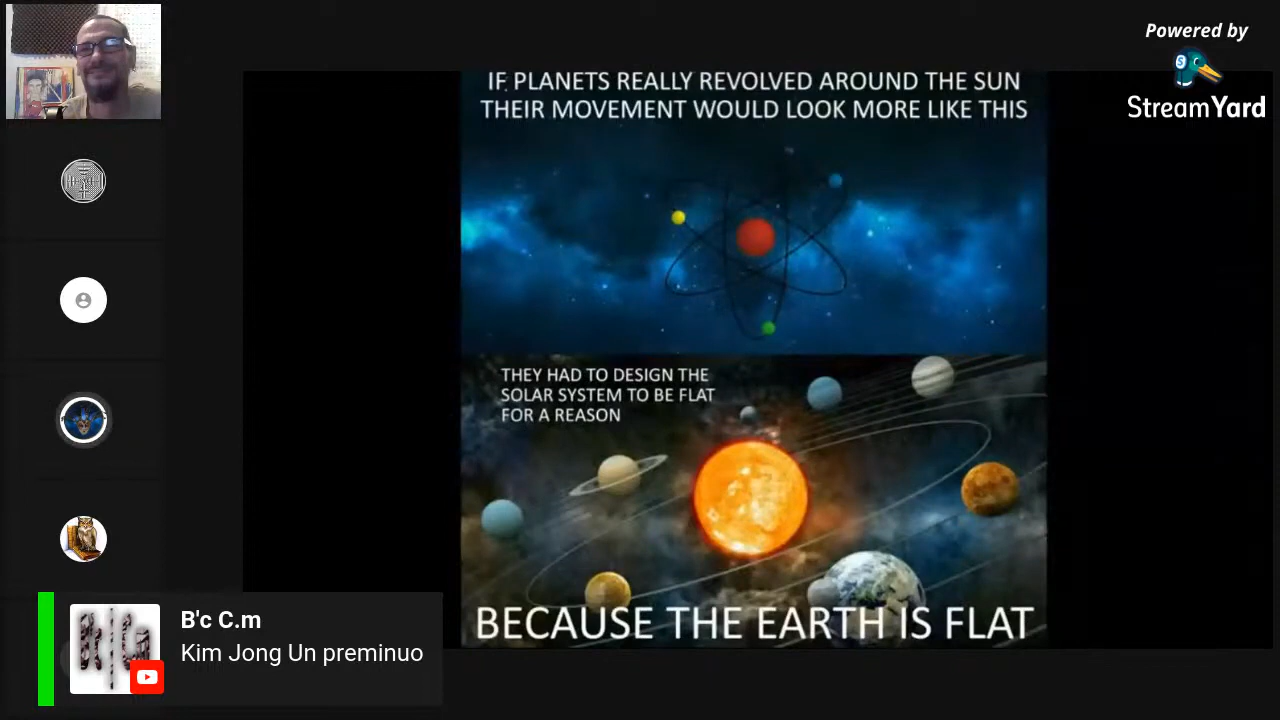 Powered by
StreamYard
IF PLANETS REALLY REVOLVED AROUND THE SUN
THEIR MOVEMENT WOULD LOOK MORE LIKE THIS
THEY HAD TO DESIGN THE
SOLAR SYSTEM TO BE FLAT
FOR A REASON
BECAUSE THE EARTH IS FLAT
B'c C.m
Kim Jong Un preminuo